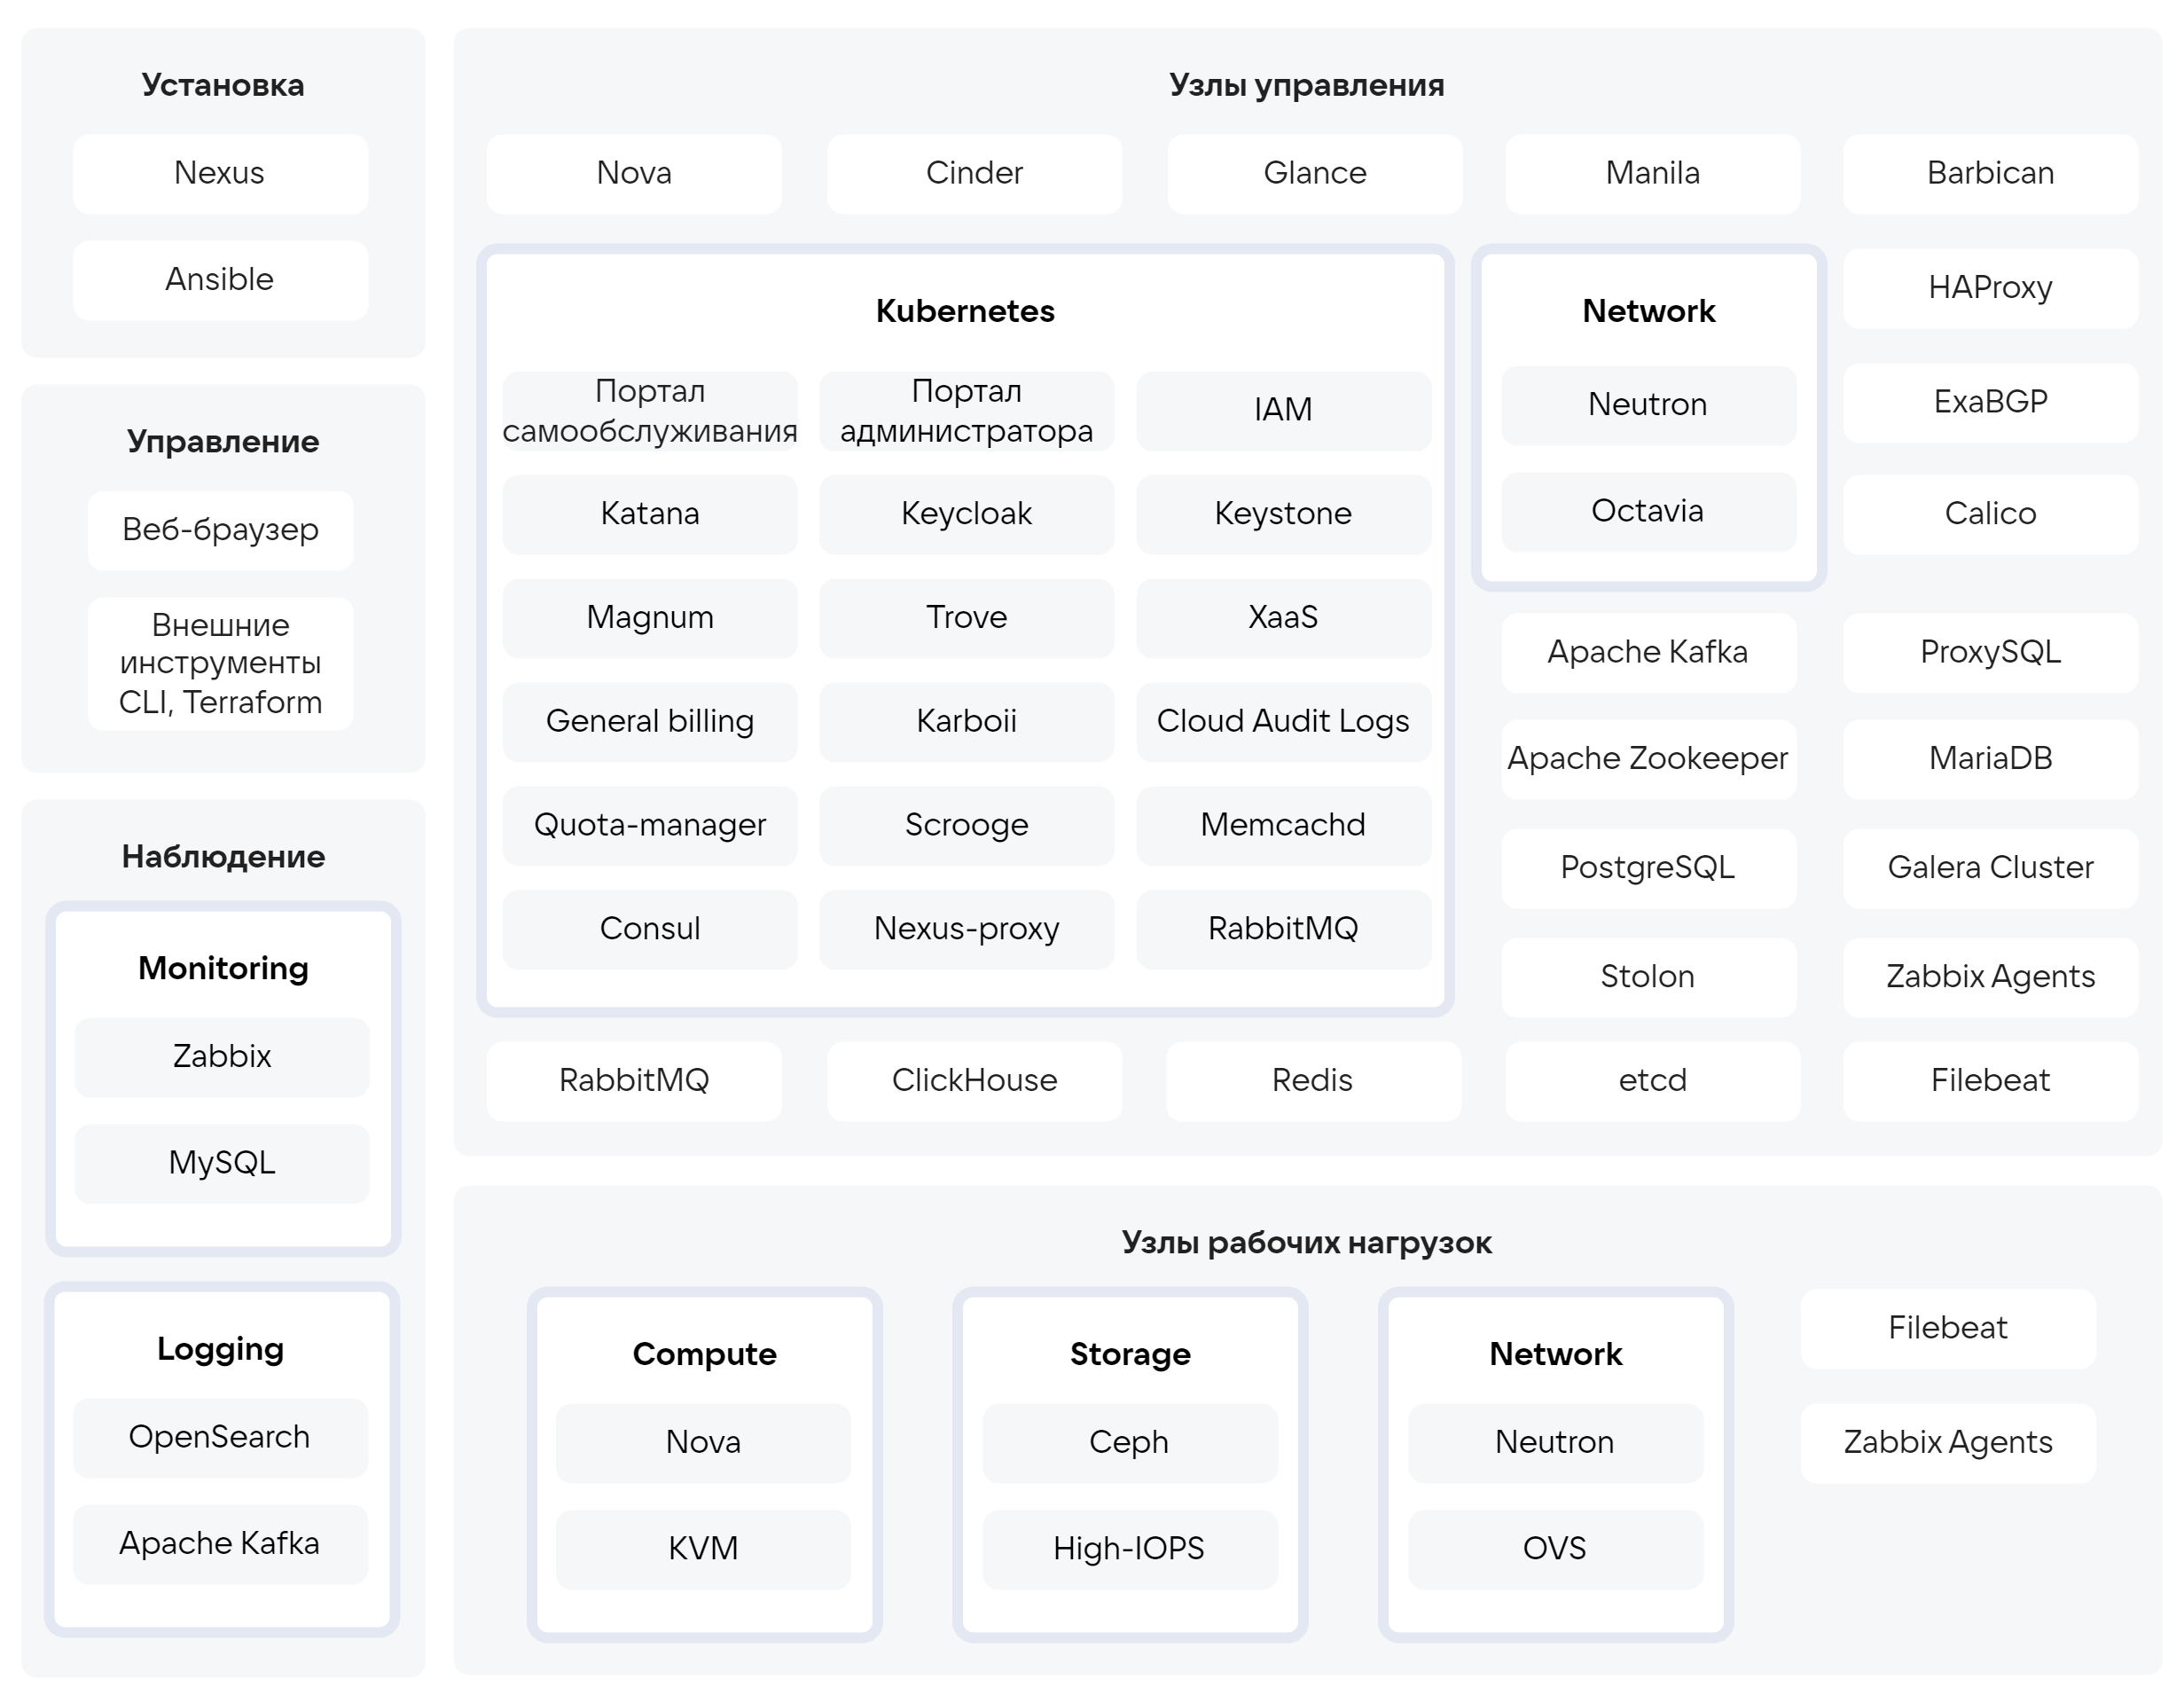 Установка
Nexus
Ansible
Управление
Веб-браузер
Внешние
инструменты
CLI, Terraform
Наблюдение
Monitoring
Zabbix
MySQL
Logging
OpenSearch
Apache Kafka
Узлы управления
Nova
Cinder
Glance
Manila
Barbican
Kubernetes
Портал
самообслуживания
Портал
администратора
IAM
Katana
Keycloak
Keystone
Magnum
Trove
XaaS
General billing
Karboii
Cloud Audit Logs
Quota-manager
Scrooge
Memcachd
Consul
Nexus-proxy
RabbitMQ
Network
Neutron
Octavia
HAProxy
ExaBGP
Calico
Apache Kafka
ProxySQL
Apache Zookeeper
MariaDB
PostgreSQL
Galera Cluster
Stolon
Zabbix Agents
RabbitMQ
ClickHouse
Redis
etcd
Filebeat
Узлы рабочих нагрузок
Compute
Nova
KVM
Storage
Ceph
High-IOPS
Network
Neutron
OVS
Filebeat
Zabbix Agents